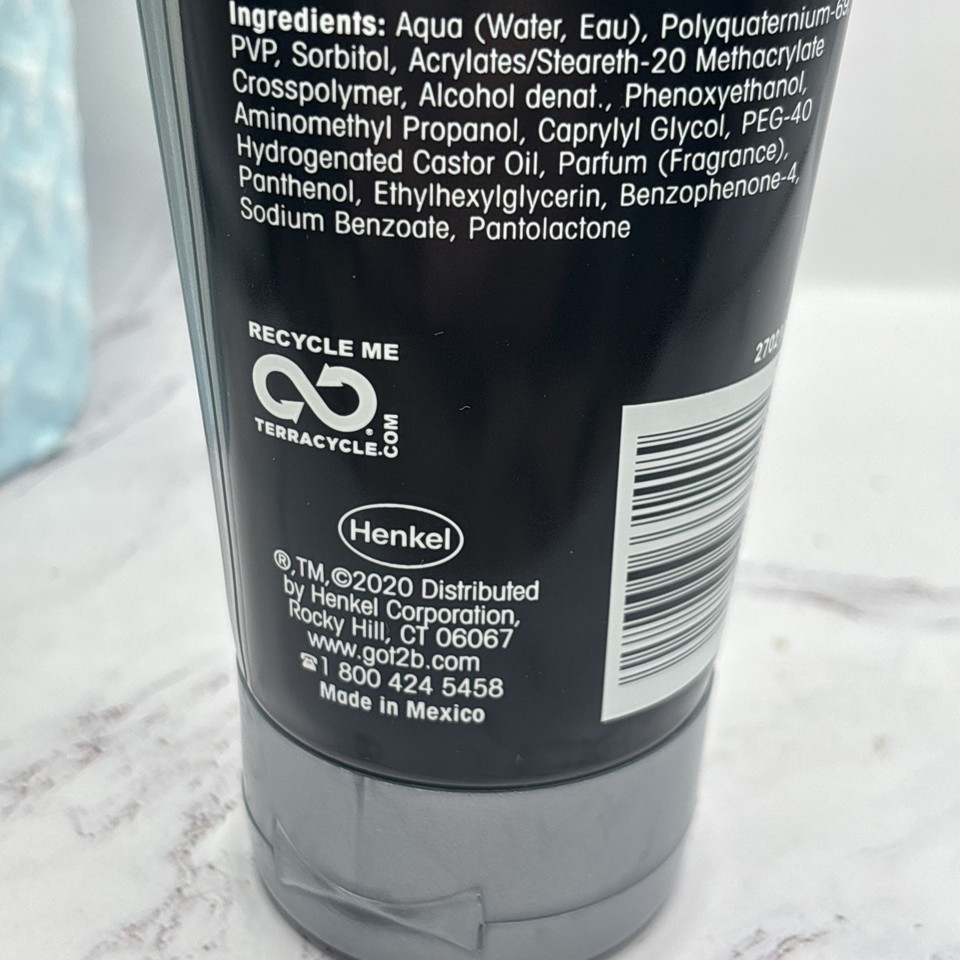 Ingredients: Aqua (Water, Eau), Polyquaternium-69
PVP, Sorbitol, Acrylates/Steareth-20 Methacrylate
Crosspolymer, Alcohol denat., Phenoxyethanol,
Aminomethyl Propanol, Caprylyl Glycol, PEG-40
Hydrogenated Castor Oil, Parfum (Fragrance),
Panthenol, Ethylhexylglycerin, Benzophenone-4,
Sodium Benzoate, Pantolactone
RECYCLE ME
TERRACYCLE.COM
2702
Henkel
®,TM,©2020 Distributed
by Henkel Corporation,
Rocky Hill, CT 06067
www.got2b.com
☎1 800 424 5458
Made in Mexico